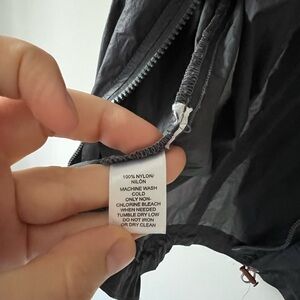 100% NYLON/
NILÓN
MACHINE WASH
COLD
ONLY NON-
CHLORINE BLEACH
WHEN NEEDED
TUMBLE DRY LOW
DO NOT IRON
OR DRY CLEAN